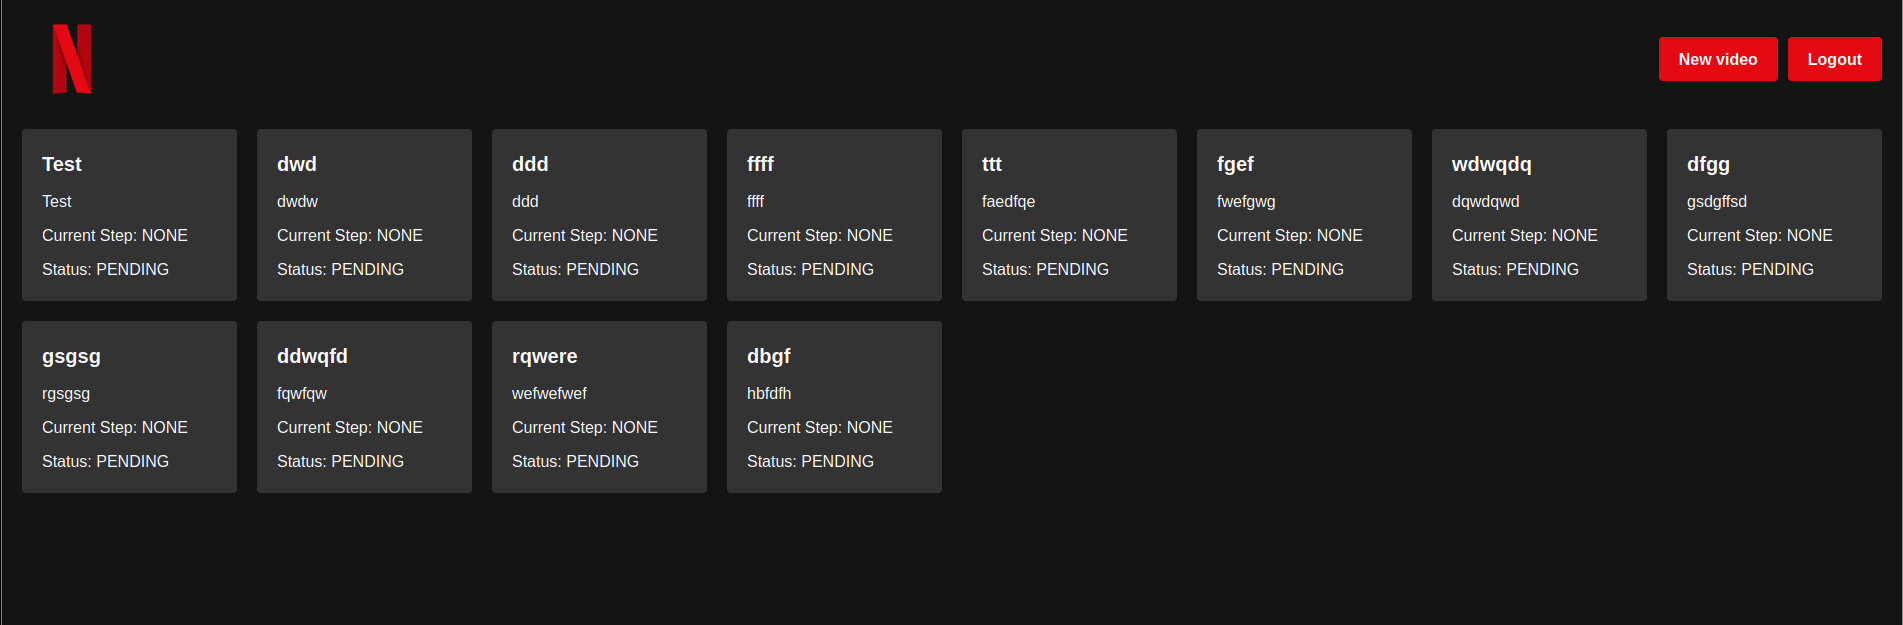 N
New video
Logout
Test
Test
Current Step: NONE
Status: PENDING
dwd
dwdw
Current Step: NONE
Status: PENDING
ddd
ddd
Current Step: NONE
Status: PENDING
ffff
ffff
Current Step: NONE
Status: PENDING
ttt
faedfqe
Current Step: NONE
Status: PENDING
fgef
fwefgwg
Current Step: NONE
Status: PENDING
wdwqdq
dqwdqwd
Current Step: NONE
Status: PENDING
dfgg
gsdgffsd
Current Step: NONE
Status: PENDING
gsgsg
rgsgsg
Current Step: NONE
Status: PENDING
ddwqfd
fqwfqw
Current Step: NONE
Status: PENDING
rqwere
wefwefwef
Current Step: NONE
Status: PENDING
dbgf
hbfdfh
Current Step: NONE
Status: PENDING